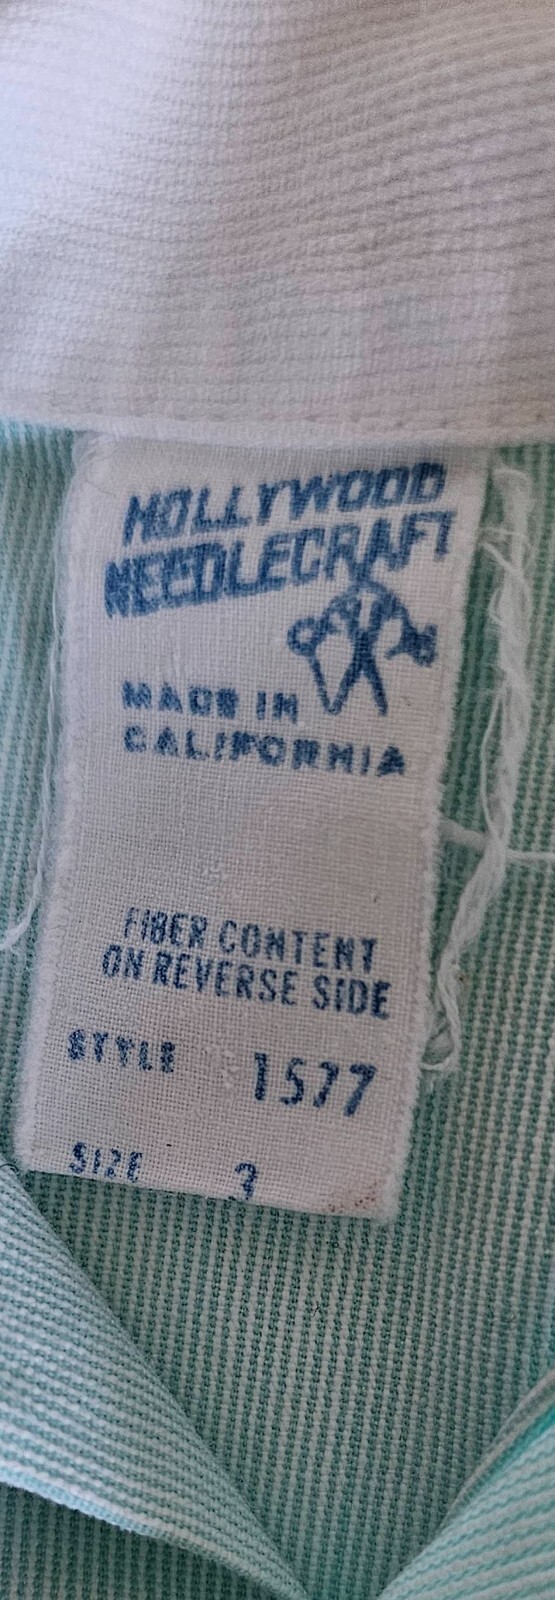 HOLLYWOOD
NEEDLECRAFT
MADE IN
CALIFORNIA
FIBER CONTENT
ON REVERSE SIDE
STYLE 1577
SIZE 3